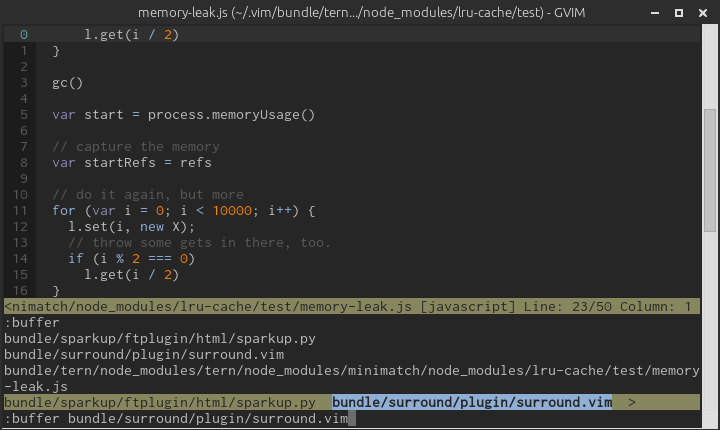 memory-leak.js (~/.vim/bundle/tern.../node_modules/lru-cache/test) - GVIM
0 l.get(i / 2)
1 }
2
3 gc()
4
5 var start = process.memoryUsage()
6
7 // capture the memory
8 var startRefs = refs
9
10 // do it again, but more
11 for (var i = 0; i < 10000; i++) {
12 l.set(i, new X);
13 // throw some gets in there, too.
14 if (i % 2 === 0)
15 l.get(i / 2)
16 }
<nimatch/node_modules/lru-cache/test/memory-leak.js [javascript] Line: 23/50 Column: 1
:buffer
bundle/sparkup/ftplugin/html/sparkup.py
bundle/surround/plugin/surround.vim
bundle/tern/node_modules/tern/node_modules/minimatch/node_modules/lru-cache/test/memory
-leak.js
bundle/sparkup/ftplugin/html/sparkup.py bundle/surround/plugin/surround.vim >
:buffer bundle/surround/plugin/surround.vim